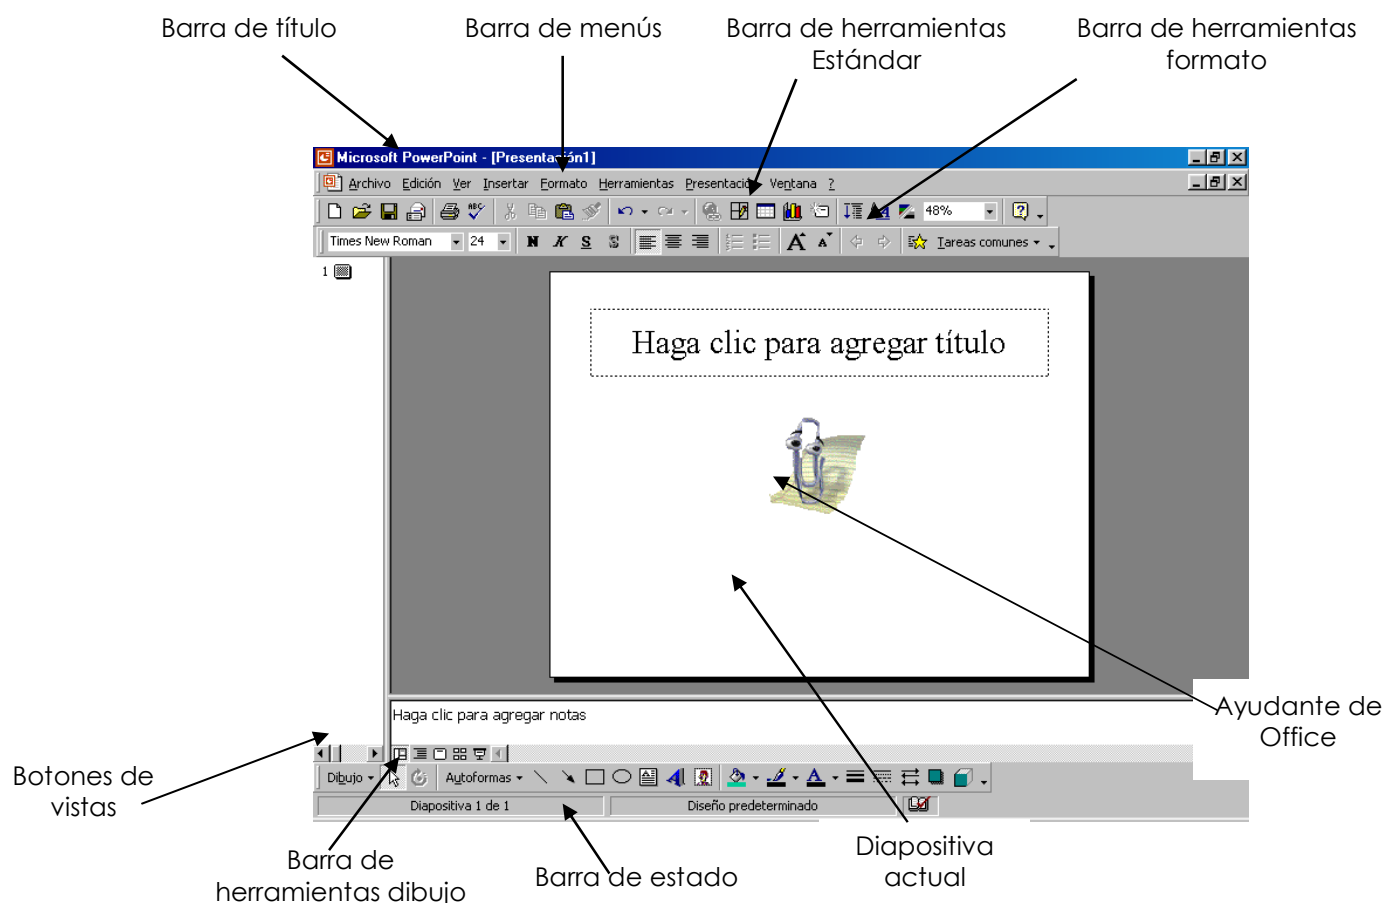 Barra de título
Barra de menús
Barra de herramientas
Estándar
Barra de herramientas
formato
Microsoft PowerPoint - [Presentación1]
Archivo Edición Ver Insertar Formato Herramientas Presentación Ventana ?
48%
Times New Roman 24 N K S S Tareas comunes
1
Haga clic para agregar título
Haga clic para agregar notas
Ayudante de
Office
Botones de
vistas
Dibujo Autoformas
Diapositiva 1 de 1 Diseño predeterminado
Barra de
herramientas dibujo
Barra de estado
Diapositiva
actual